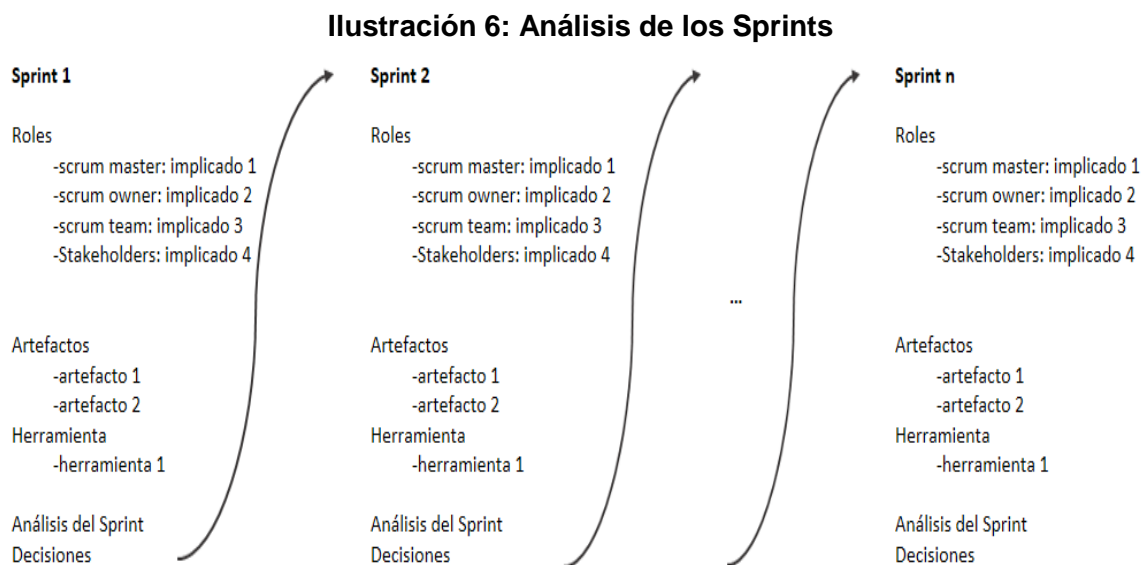 Ilustración 6: Análisis de los Sprints
Sprint 1
Roles
-scrum master: implicado 1
-scrum owner: implicado 2
-scrum team: implicado 3
-Stakeholders: implicado 4
Artefactos
-artefacto 1
-artefacto 2
Herramienta
-herramienta 1
Análisis del Sprint
Decisiones
Sprint 2
Roles
-scrum master: implicado 1
-scrum owner: implicado 2
-scrum team: implicado 3
-Stakeholders: implicado 4
Artefactos
-artefacto 1
-artefacto 2
Herramienta
-herramienta 1
Análisis del Sprint
Decisiones
...
Sprint n
Roles
-scrum master: implicado 1
-scrum owner: implicado 2
-scrum team: implicado 3
-Stakeholders: implicado 4
Artefactos
-artefacto 1
-artefacto 2
Herramienta
-herramienta 1
Análisis del Sprint
Decisiones